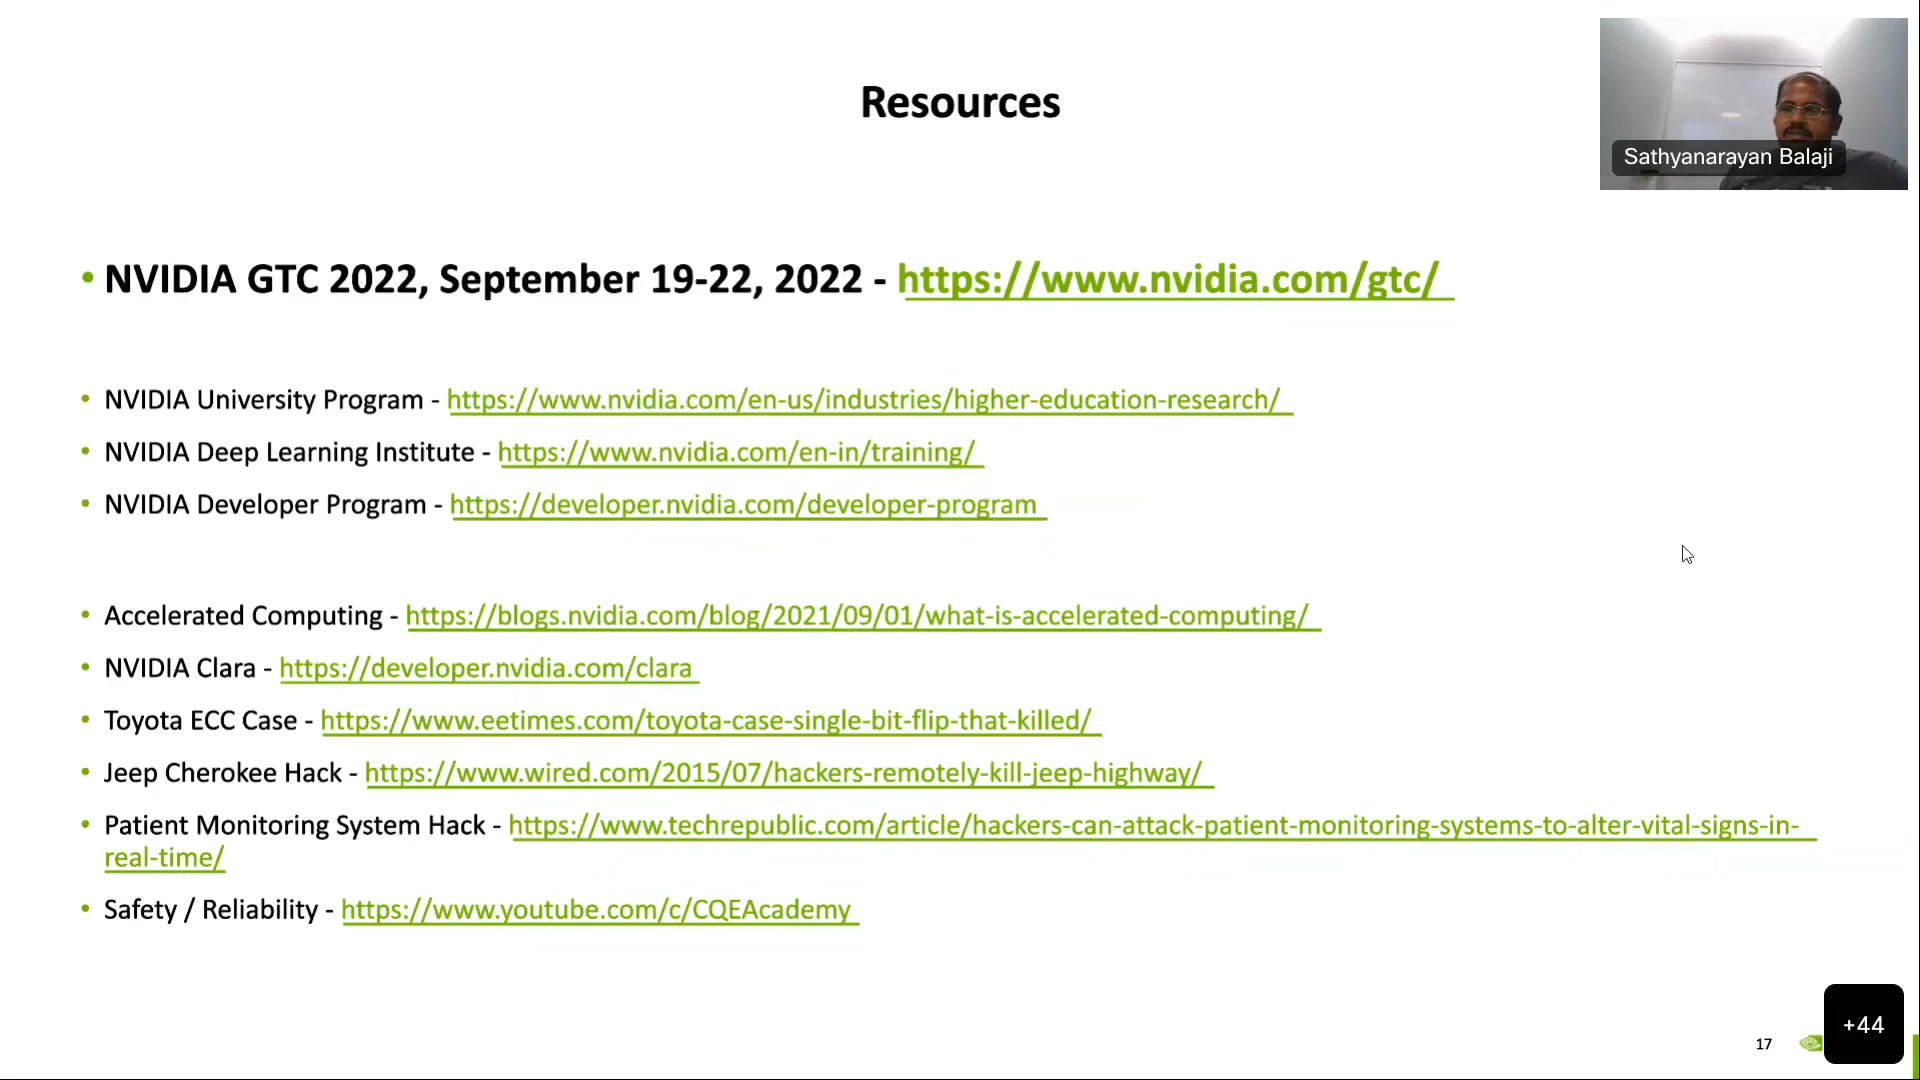 Resources
Sathyanarayan Balaji
• NVIDIA GTC 2022, September 19-22, 2022 - https://www.nvidia.com/gtc/
• NVIDIA University Program - https://www.nvidia.com/en-us/industries/higher-education-research/
• NVIDIA Deep Learning Institute - https://www.nvidia.com/en-in/training/
• NVIDIA Developer Program - https://developer.nvidia.com/developer-program
• Accelerated Computing - https://blogs.nvidia.com/blog/2021/09/01/what-is-accelerated-computing/
• NVIDIA Clara - https://developer.nvidia.com/clara
• Toyota ECC Case - https://www.eetimes.com/toyota-case-single-bit-flip-that-killed/
• Jeep Cherokee Hack - https://www.wired.com/2015/07/hackers-remotely-kill-jeep-highway/
• Patient Monitoring System Hack - https://www.techrepublic.com/article/hackers-can-attack-patient-monitoring-systems-to-alter-vital-signs-in-
real-time/
• Safety / Reliability - https://www.youtube.com/c/CQEAcademy
+44
17